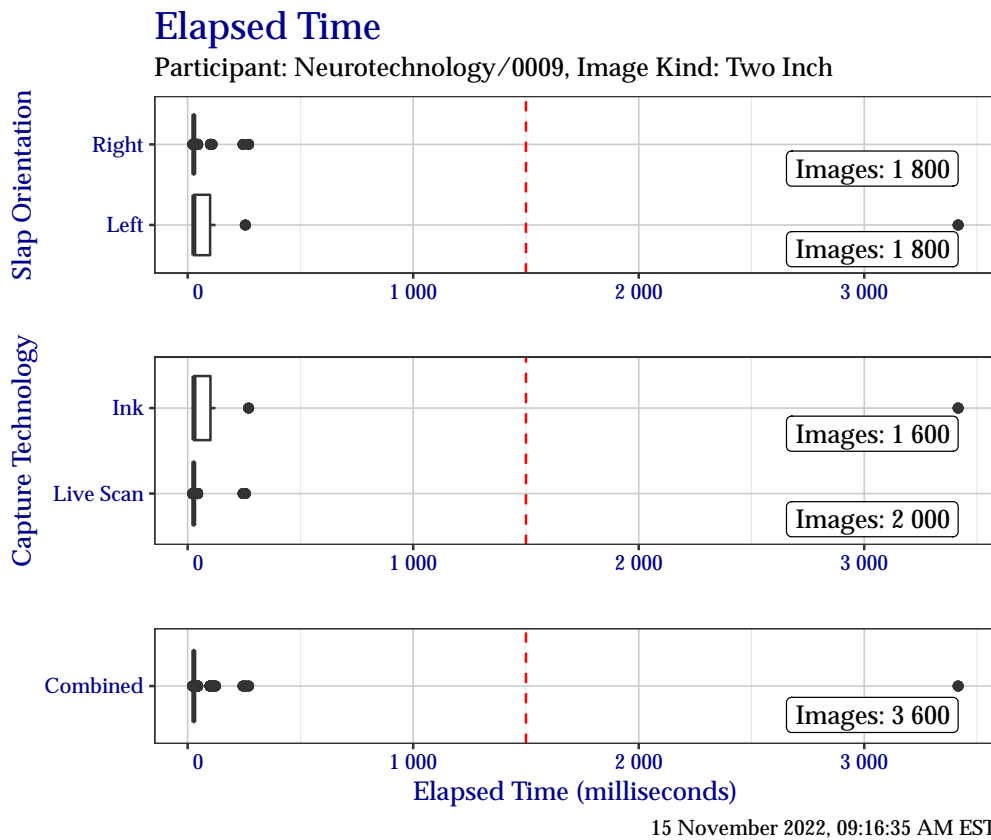 Elapsed Time
Participant: Neurotechnology/0009, Image Kind: Two Inch
Slap Orientation
Right
Images: 1 800
Left
Images: 1 800
0 1 000 2 000 3 000
Capture Technology
Ink
Images: 1 600
Live Scan
Images: 2 000
0 1 000 2 000 3 000
Combined
Images: 3 600
0 1 000 2 000 3 000
Elapsed Time (milliseconds)
15 November 2022, 09:16:35 AM EST